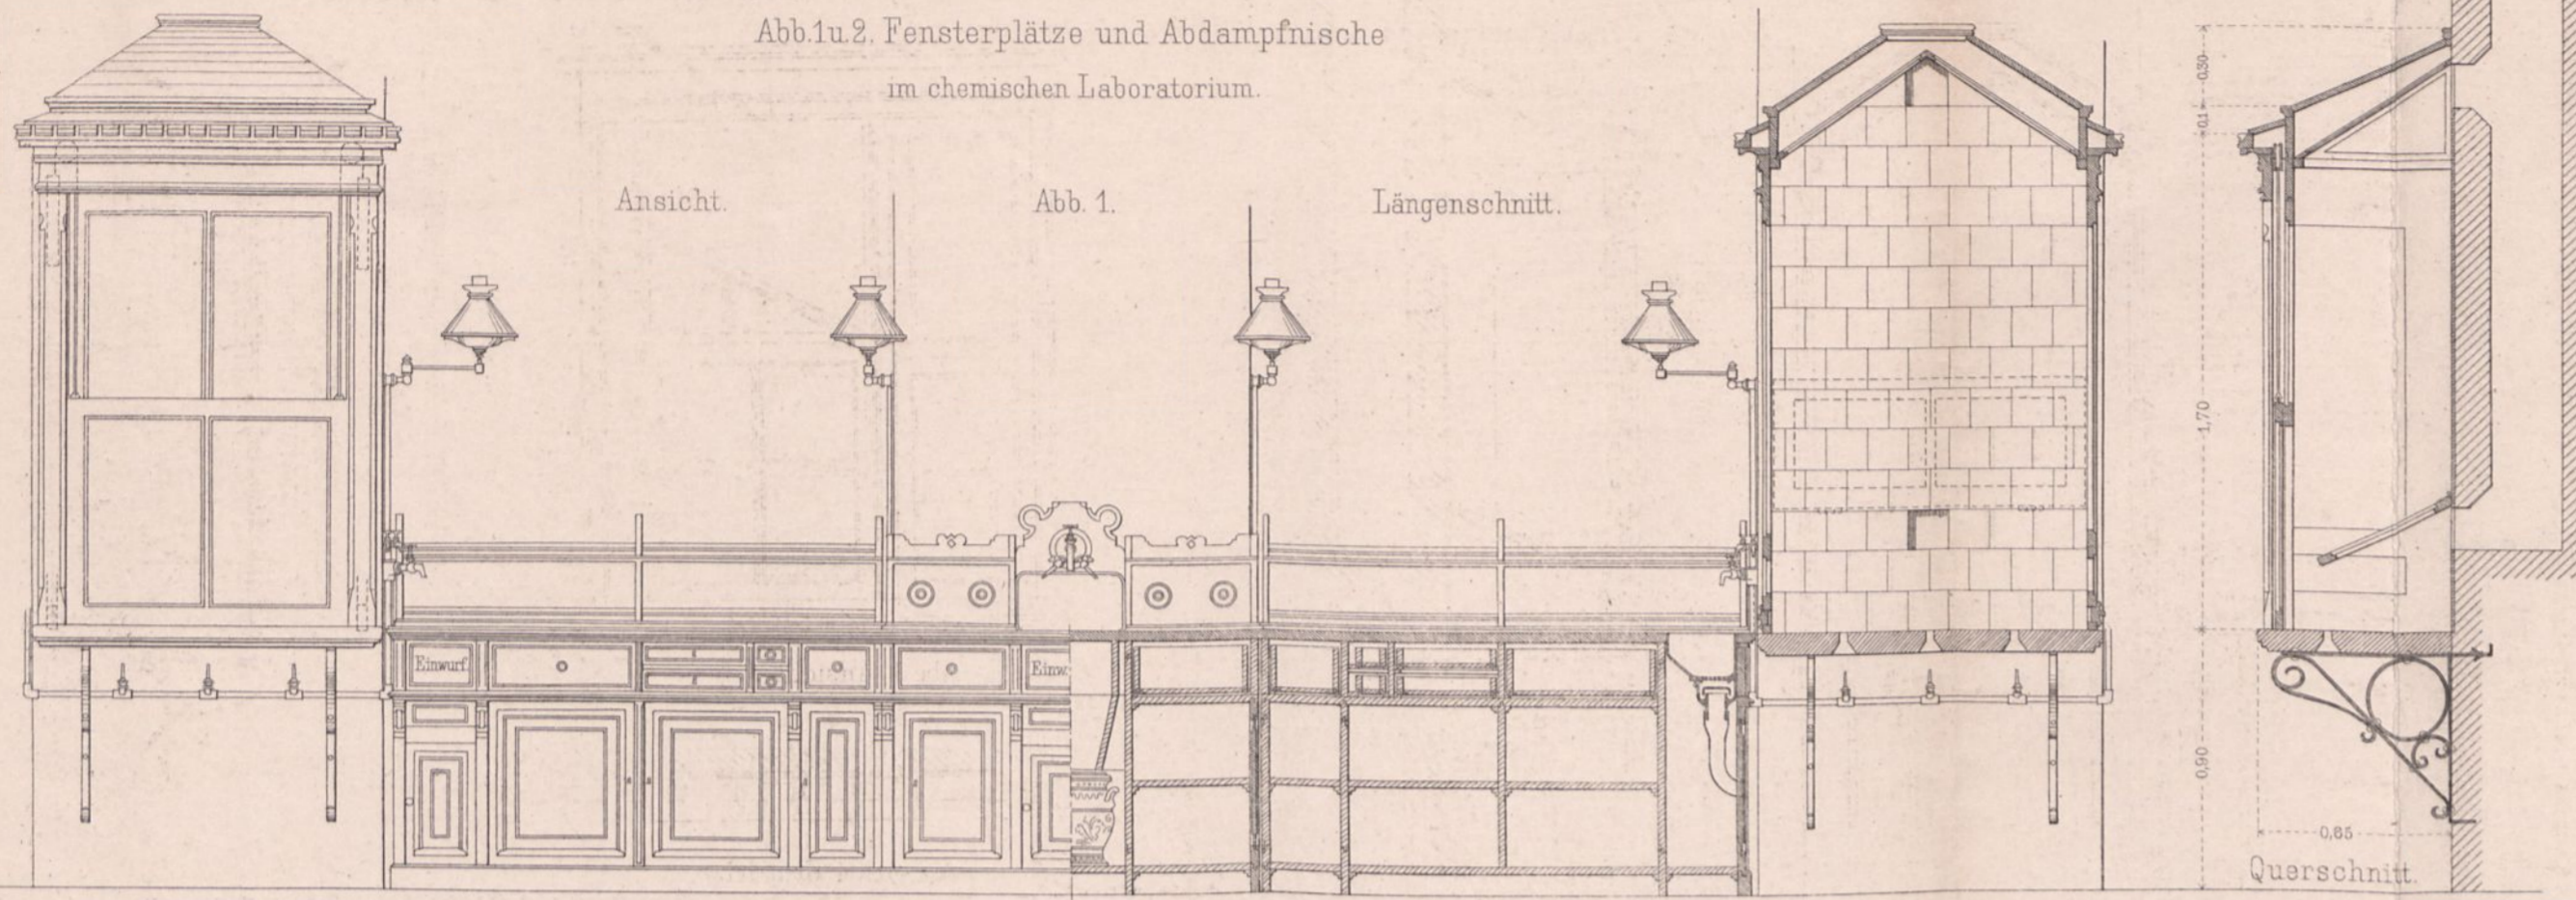 Abb.1u.2. Fensterplätze und Abdampfnische
im chemischen Laboratorium.
Ansicht.
Abb. 1.
Längenschnitt.
0,30
0,1
1,70
0,90
0,65
Querschnitt.
Einwurf.
Einw